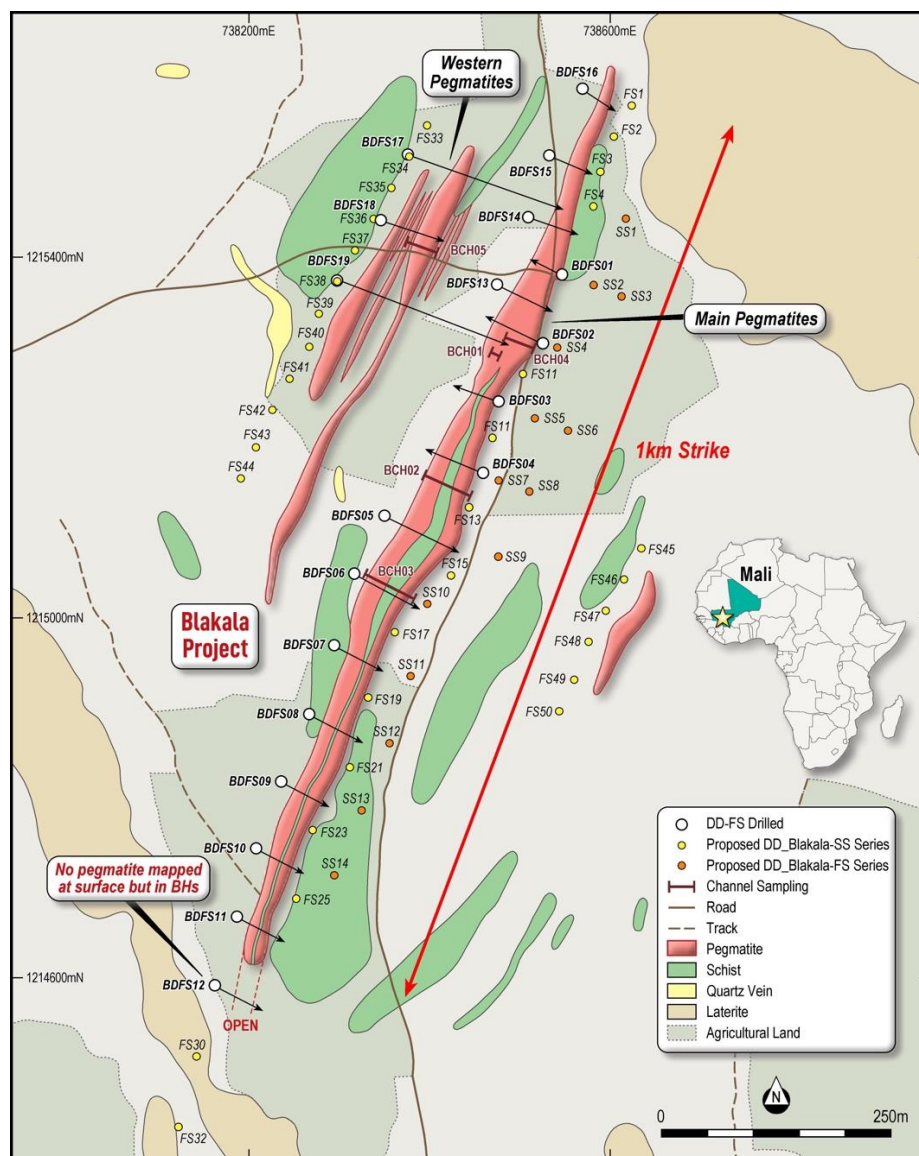 738200mE
738600mE
Western
Pegmatites
BDFS16
FS1
FS2
FS33
BDFS17
FS34
BDFS15
FS3
FS35
FS4
BDFS18
FS36
BDFS14
SS1
FS37
BCH05
1215400mN
BDFS19
BDFS01
FS38
BDFS13
SS2
SS3
FS39
Main Pegmatites
FS40
BDFS02
BCH01
BCH04
SS4
FS41
FS11
FS42
BDFS03
SS5
SS6
FS43
FS11
1km Strike
FS44
BCH02
BDFS04
SS7
SS8
BDFS05
FS13
FS45
SS9
Mali
BDFS06
BCH03
FS15
FS46
SS10
FS47
1215000mN
Blakala
Project
FS17
FS48
BDFS07
SS11
FS49
FS19
FS50
BDFS08
SS12
FS21
BDFS09
SS13
FS23
BDFS10
SS14
No pegmatite mapped
at surface but in BHs
FS25
BDFS11
1214600mN
BDFS12
OPEN
FS30
FS32
DD-FS Drilled
Proposed DD_Blakala-SS Series
Proposed DD_Blakala-FS Series
Channel Sampling
Road
Track
Pegmatite
Schist
Quartz Vein
Laterite
Agricultural Land
N
0
250m